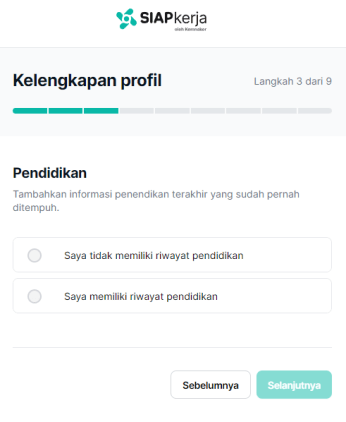 SIAPkerja
oleh Kemnaker
Kelengkapan profil
Langkah 3 dari 9
Pendidikan
Tambahkan informasi penendikan terakhir yang sudah pernah
ditempuh.
Saya tidak memiliki riwayat pendidikan
Saya memiliki riwayat pendidikan
Sebelumnya
Selanjutnya